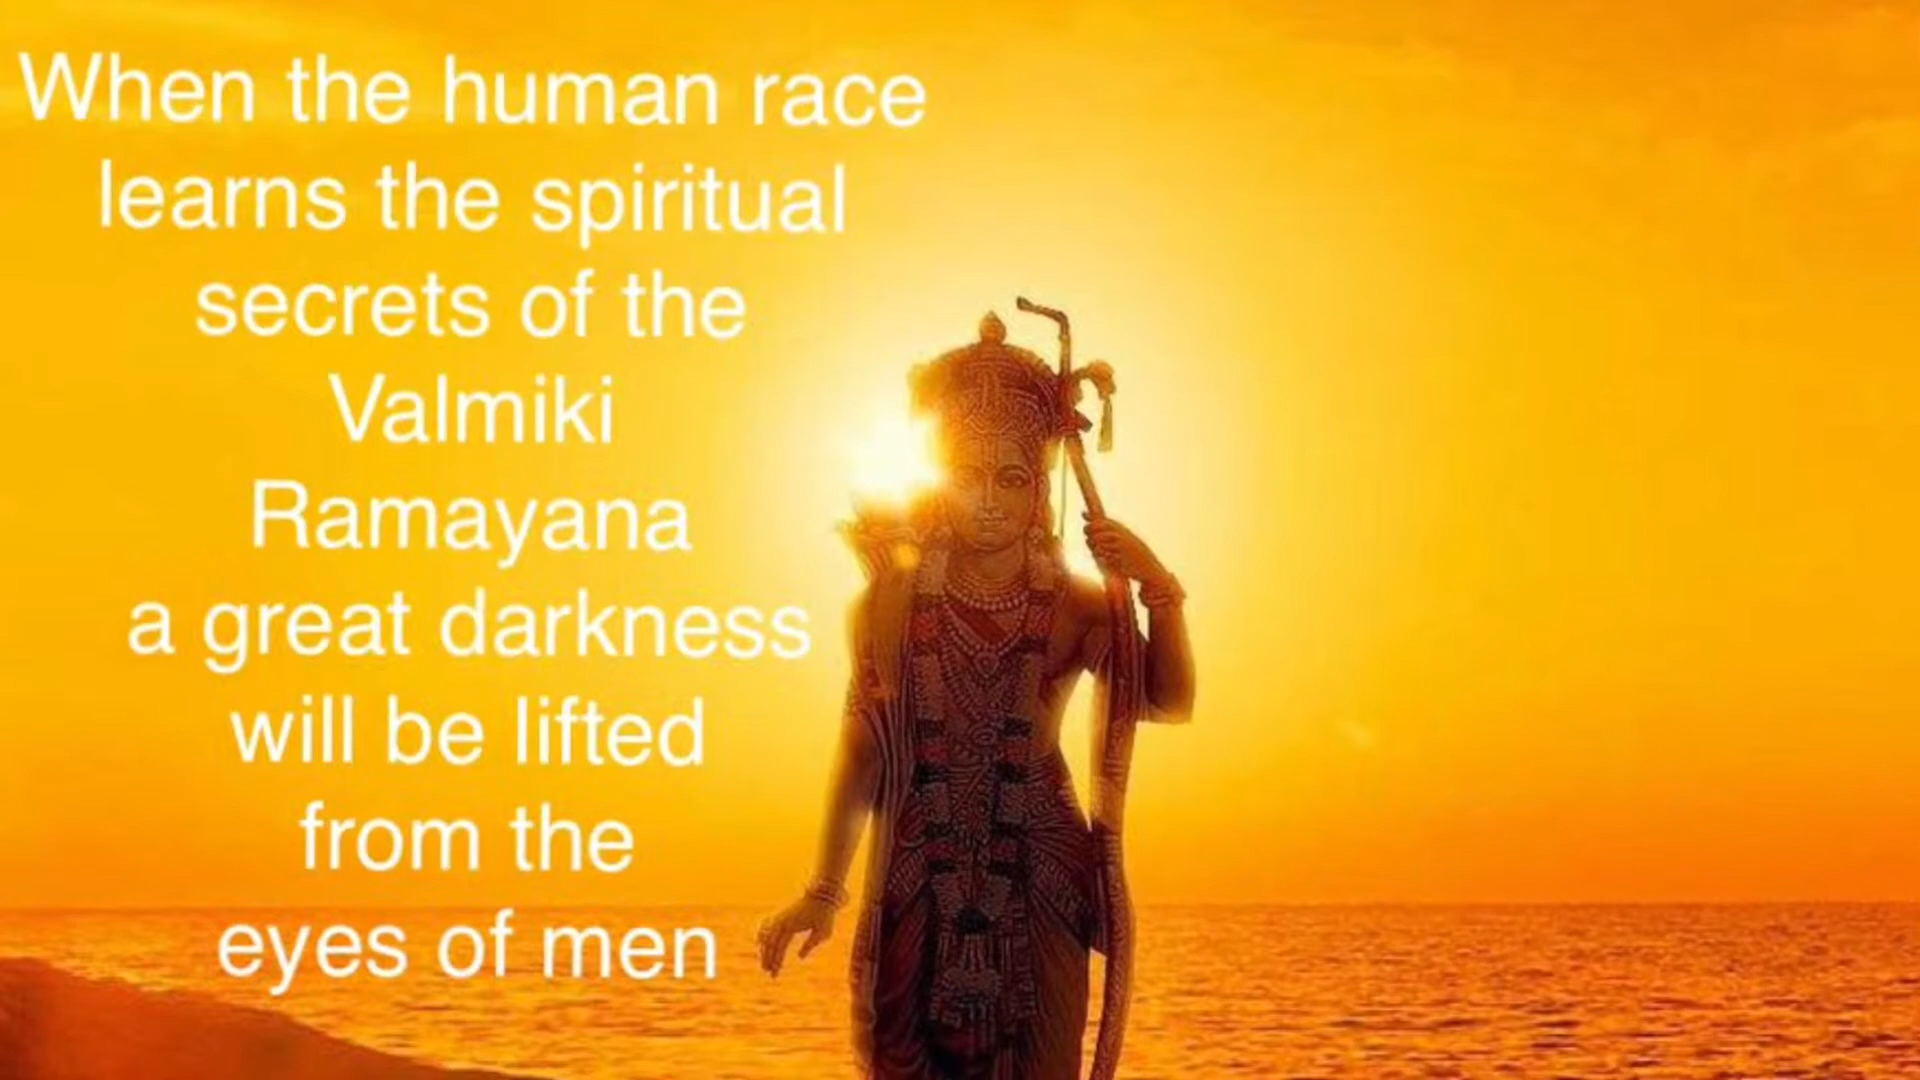 When the human race
learns the spiritual
secrets of the
Valmiki
Ramayana
a great darkness
will be lifted
from the
eyes of men